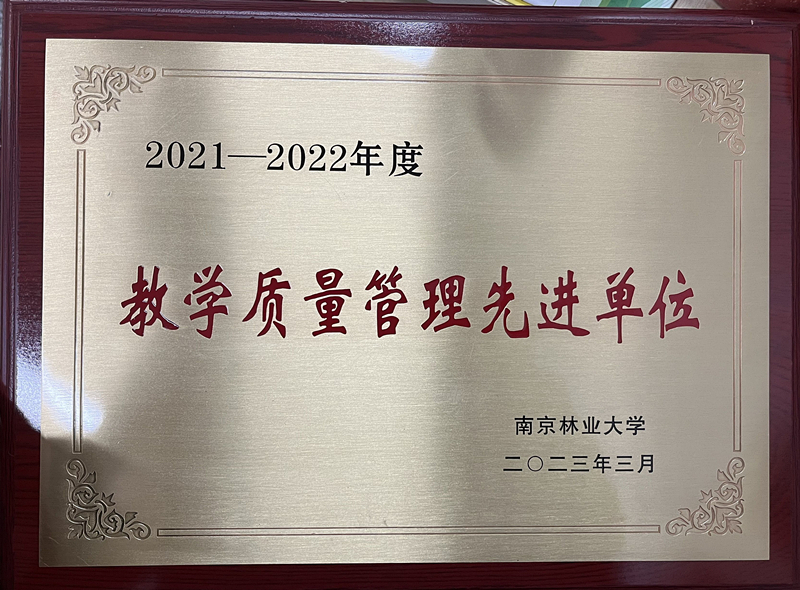 2021—2022年度
教学质量管理先进单位
南京林业大学
二〇二三年三月